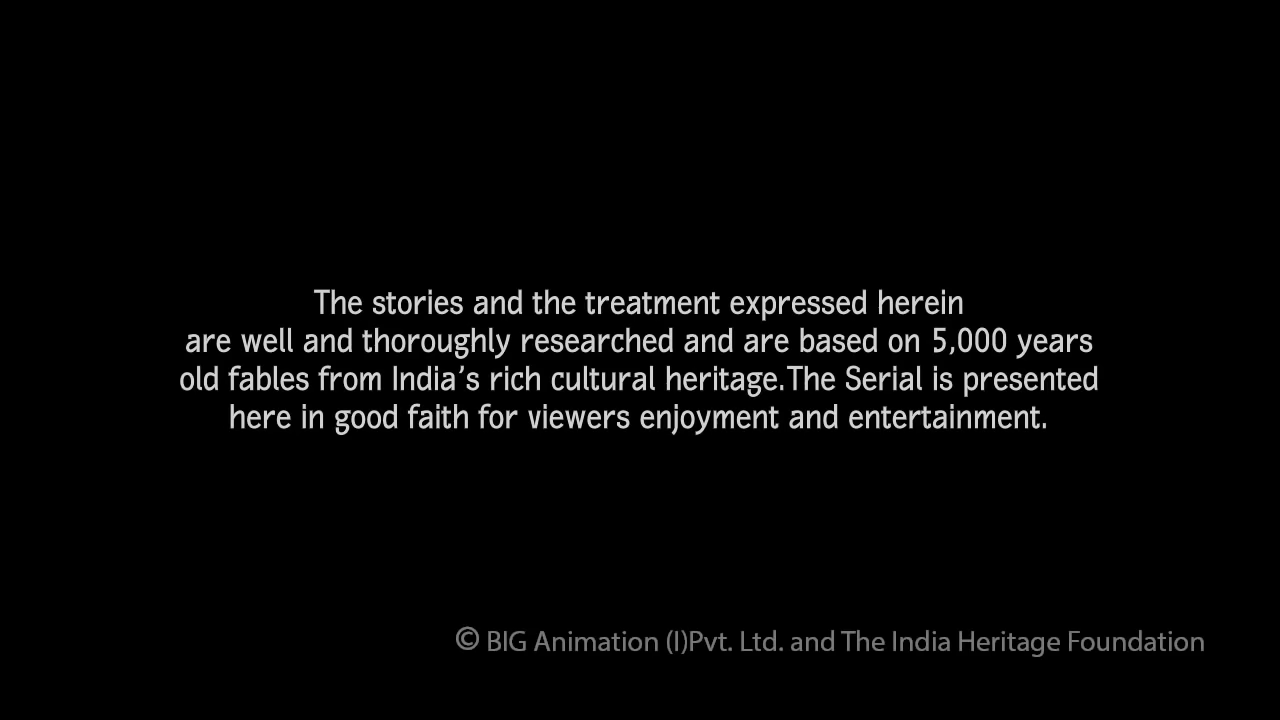 The stories and the treatment expressed herein
are well and thoroughly researched and are based on 5,000 years
old fables from India’s rich cultural heritage.The Serial is presented
here in good faith for viewers enjoyment and entertainment.
© BIG Animation (I)Pvt. Ltd. and The India Heritage Foundation